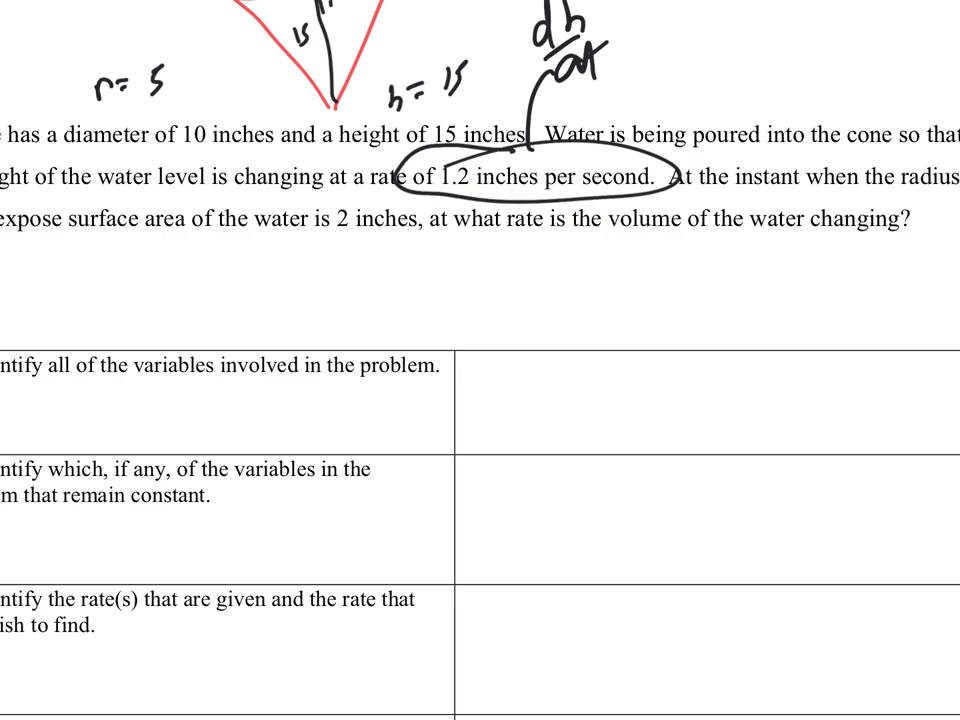 15
r= 5
h= 15
dh
dt
has a diameter of 10 inches and a height of 15 inches. Water is being poured into the cone so that
ght of the water level is changing at a rate of 1.2 inches per second. At the instant when the radius
expose surface area of the water is 2 inches, at what rate is the volume of the water changing?
ntify all of the variables involved in the problem.
ntify which, if any, of the variables in the
m that remain constant.
ntify the rate(s) that are given and the rate that
ish to find.